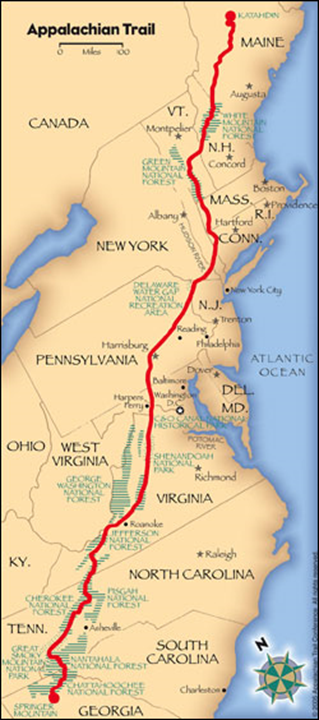 KATAHDIN
Appalachian Trail
0 Miles 100
MAINE
Augusta
CANADA
VT.
Montpelier
WHITE
MOUNTAIN
NATIONAL
FOREST
N.H.
Concord
GREEN
MOUNTAIN
NATIONAL
FOREST
Boston
MASS.
Providence
R.I.
Albany
Hartford
CONN.
HUDSON RIVER
NEW YORK
DELAWARE
WATER GAP
NATIONAL
RECREATION
AREA
New York City
N.J.
Trenton
Reading
Philadelphia
Harrisburg
PENNSYLVANIA
ATLANTIC
OCEAN
Dover
Baltimore
DEL.
Washington
D.C.
MD.
Harpers
Ferry
C&O CANAL NATIONAL
HISTORICAL PARK
POTOMAC
RIVER
OHIO
WEST
VIRGINIA
SHENANDOAH
NATIONAL
PARK
GEORGE
WASHINGTON
NATIONAL
FOREST
Richmond
VIRGINIA
Roanoke
JEFFERSON
NATIONAL
FOREST
KY.
Raleigh
NORTH CAROLINA
PISGAH
NATIONAL
FOREST
CHEROKEE
NATIONAL
FOREST
TENN.
Asheville
GREAT
SMOKY
MOUNTAINS
NATIONAL
PARK
SOUTH
CAROLINA
NANTAHALA
NATIONAL FOREST
N
CHATTAHOOCHEE
NATIONAL FOREST
SPRINGER
MOUNTAIN
GEORGIA
Charleston